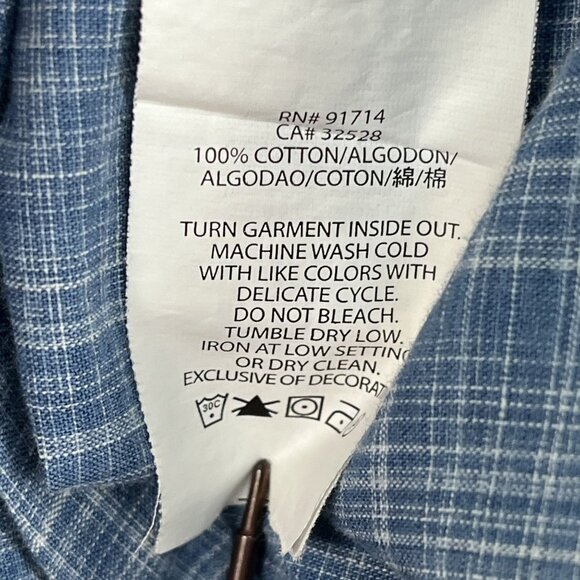 RN# 91714
CA# 32528
100% COTTON/ALGODON/
ALGODAO/COTON/綿/棉
TURN GARMENT INSIDE OUT.
MACHINE WASH COLD
WITH LIKE COLORS WITH
DELICATE CYCLE.
DO NOT BLEACH.
TUMBLE DRY LOW.
IRON AT LOW SETTING
OR DRY CLEAN.
EXCLUSIVE OF DECORAT
30C